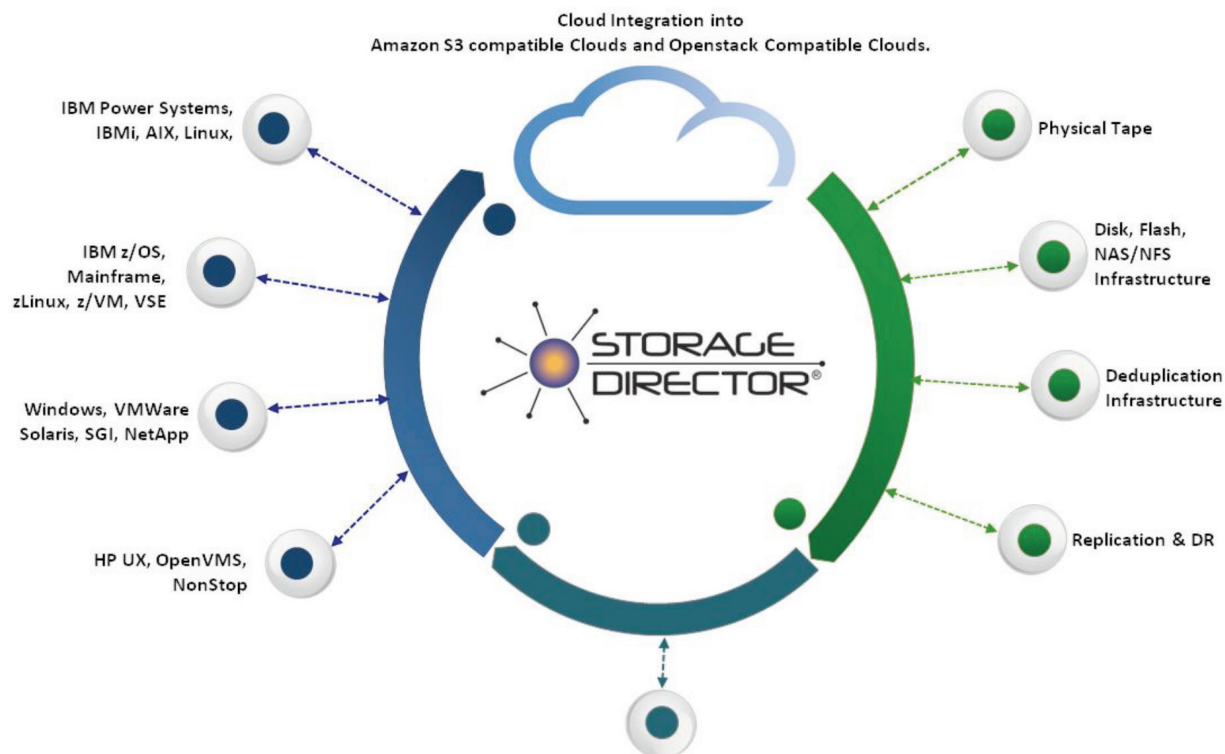 Cloud Integration into
Amazon S3 compatible Clouds and Openstack Compatible Clouds.
IBM Power Systems,
IBMi, AIX, Linux,
Physical Tape
IBM z/OS,
Mainframe,
zLinux, z/VM, VSE
Disk, Flash,
NAS/NFS
Infrastructure
STORAGE
DIRECTOR®
Windows, VMWare
Solaris, SGI, NetApp
Deduplication
Infrastructure
HP UX, OpenVMS,
NonStop
Replication & DR